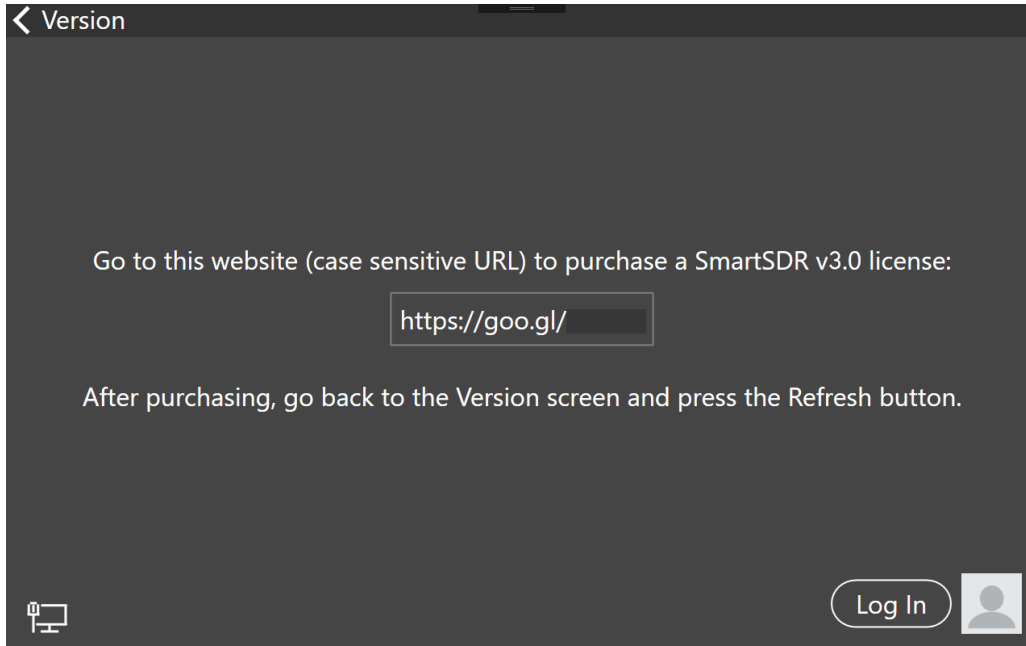 Version
Go to this website (case sensitive URL) to purchase a SmartSDR v3.0 license:
https://goo.gl/
After purchasing, go back to the Version screen and press the Refresh button.
Log In